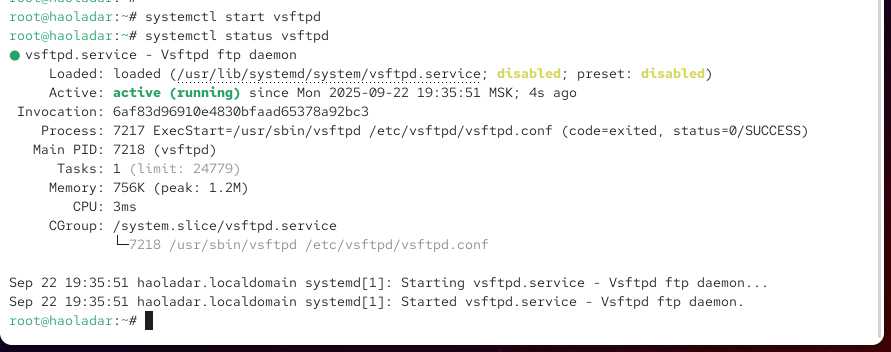 root@haoladar:~# systemctl start vsftpd
root@haoladar:~# systemctl status vsftpd
● vsftpd.service - Vsftpd ftp daemon
     Loaded: loaded (/usr/lib/systemd/system/vsftpd.service; disabled; preset: disabled)
     Active: active (running) since Mon 2025-09-22 19:35:51 MSK; 4s ago
 Invocation: 6af83d96910e4830bfaad65378a92bc3
    Process: 7217 ExecStart=/usr/sbin/vsftpd /etc/vsftpd/vsftpd.conf (code=exited, status=0/SUCCESS)
   Main PID: 7218 (vsftpd)
      Tasks: 1 (limit: 24779)
     Memory: 756K (peak: 1.2M)
        CPU: 3ms
     CGroup: /system.slice/vsftpd.service
             └─7218 /usr/sbin/vsftpd /etc/vsftpd/vsftpd.conf
Sep 22 19:35:51 haoladar.localdomain systemd[1]: Starting vsftpd.service - Vsftpd ftp daemon...
Sep 22 19:35:51 haoladar.localdomain systemd[1]: Started vsftpd.service - Vsftpd ftp daemon.
root@haoladar:~#